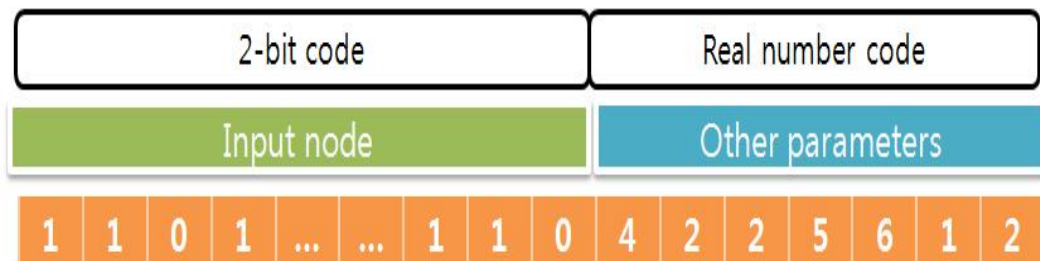 2-bit code Real number code
Input node Other parameters
1 1 0 1 ... ... 1 1 0 4 2 2 5 6 1 2